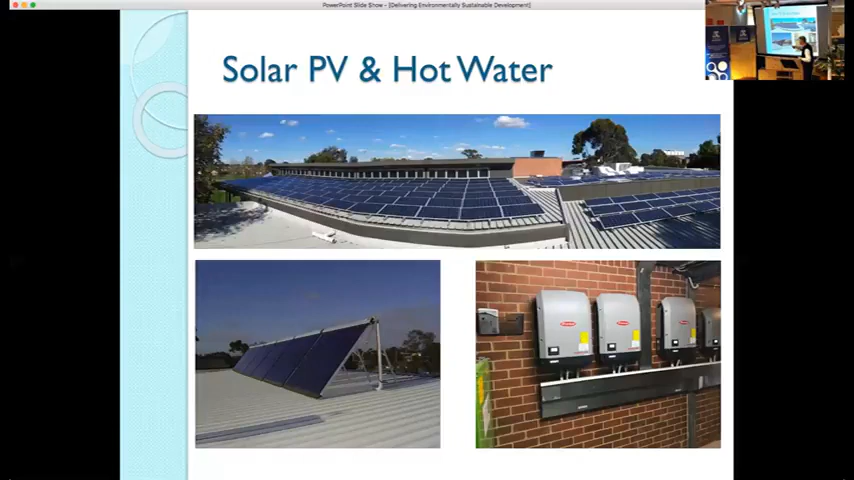 PowerPoint Slide Show - [Delivering Environmentally Sustainable Development]
Solar PV & Hot Water